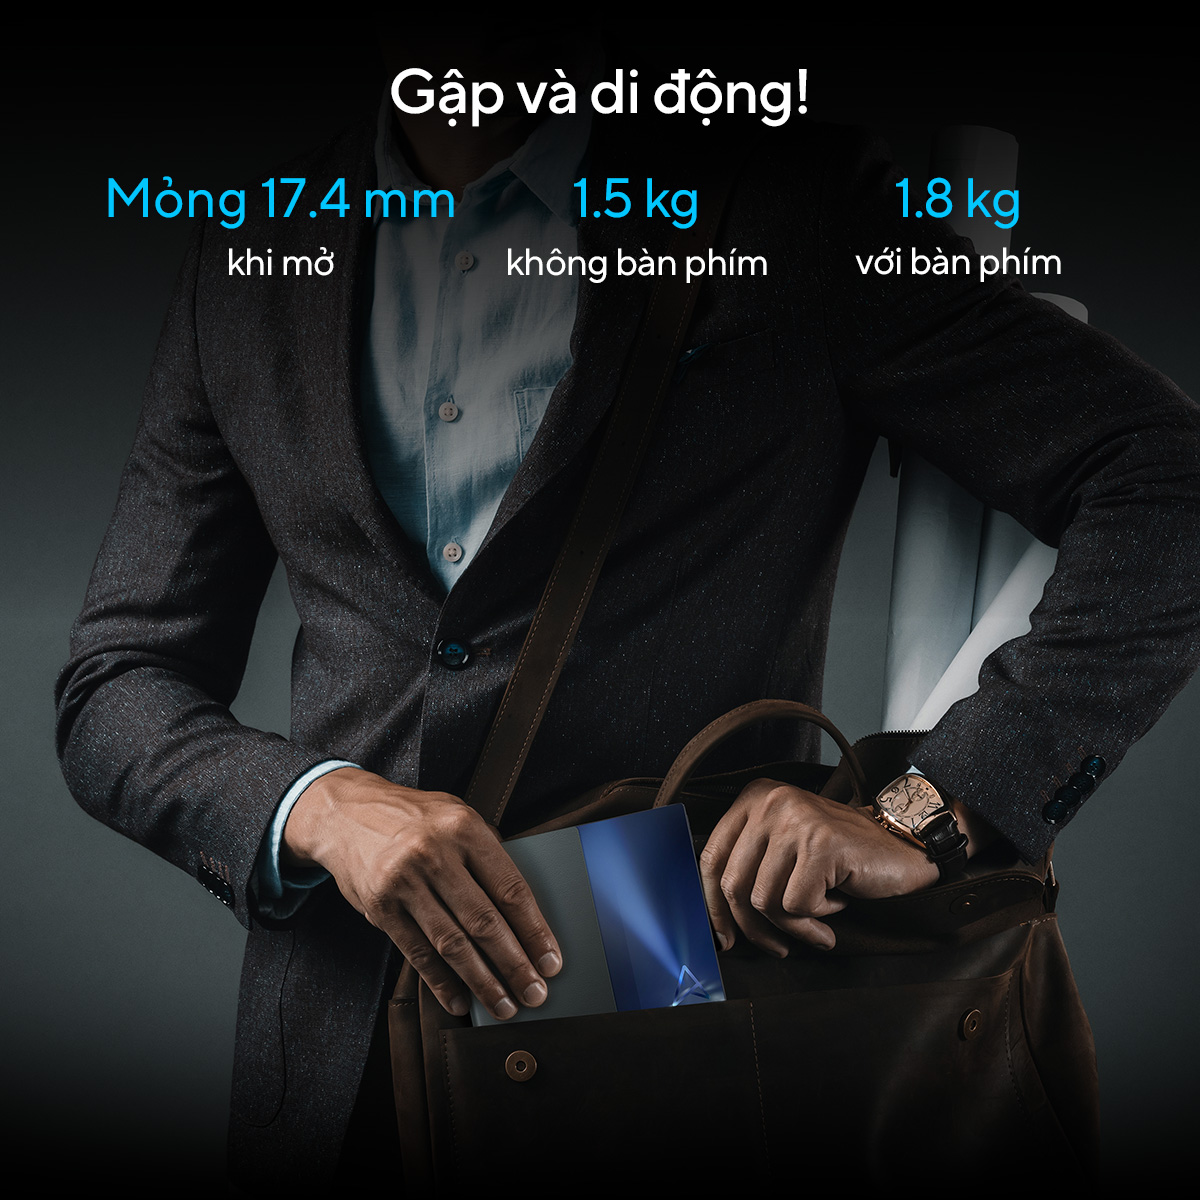 Gập và di động!
Mỏng 17.4 mm
khi mở
1.5 kg
không bàn phím
1.8 kg
với bàn phím